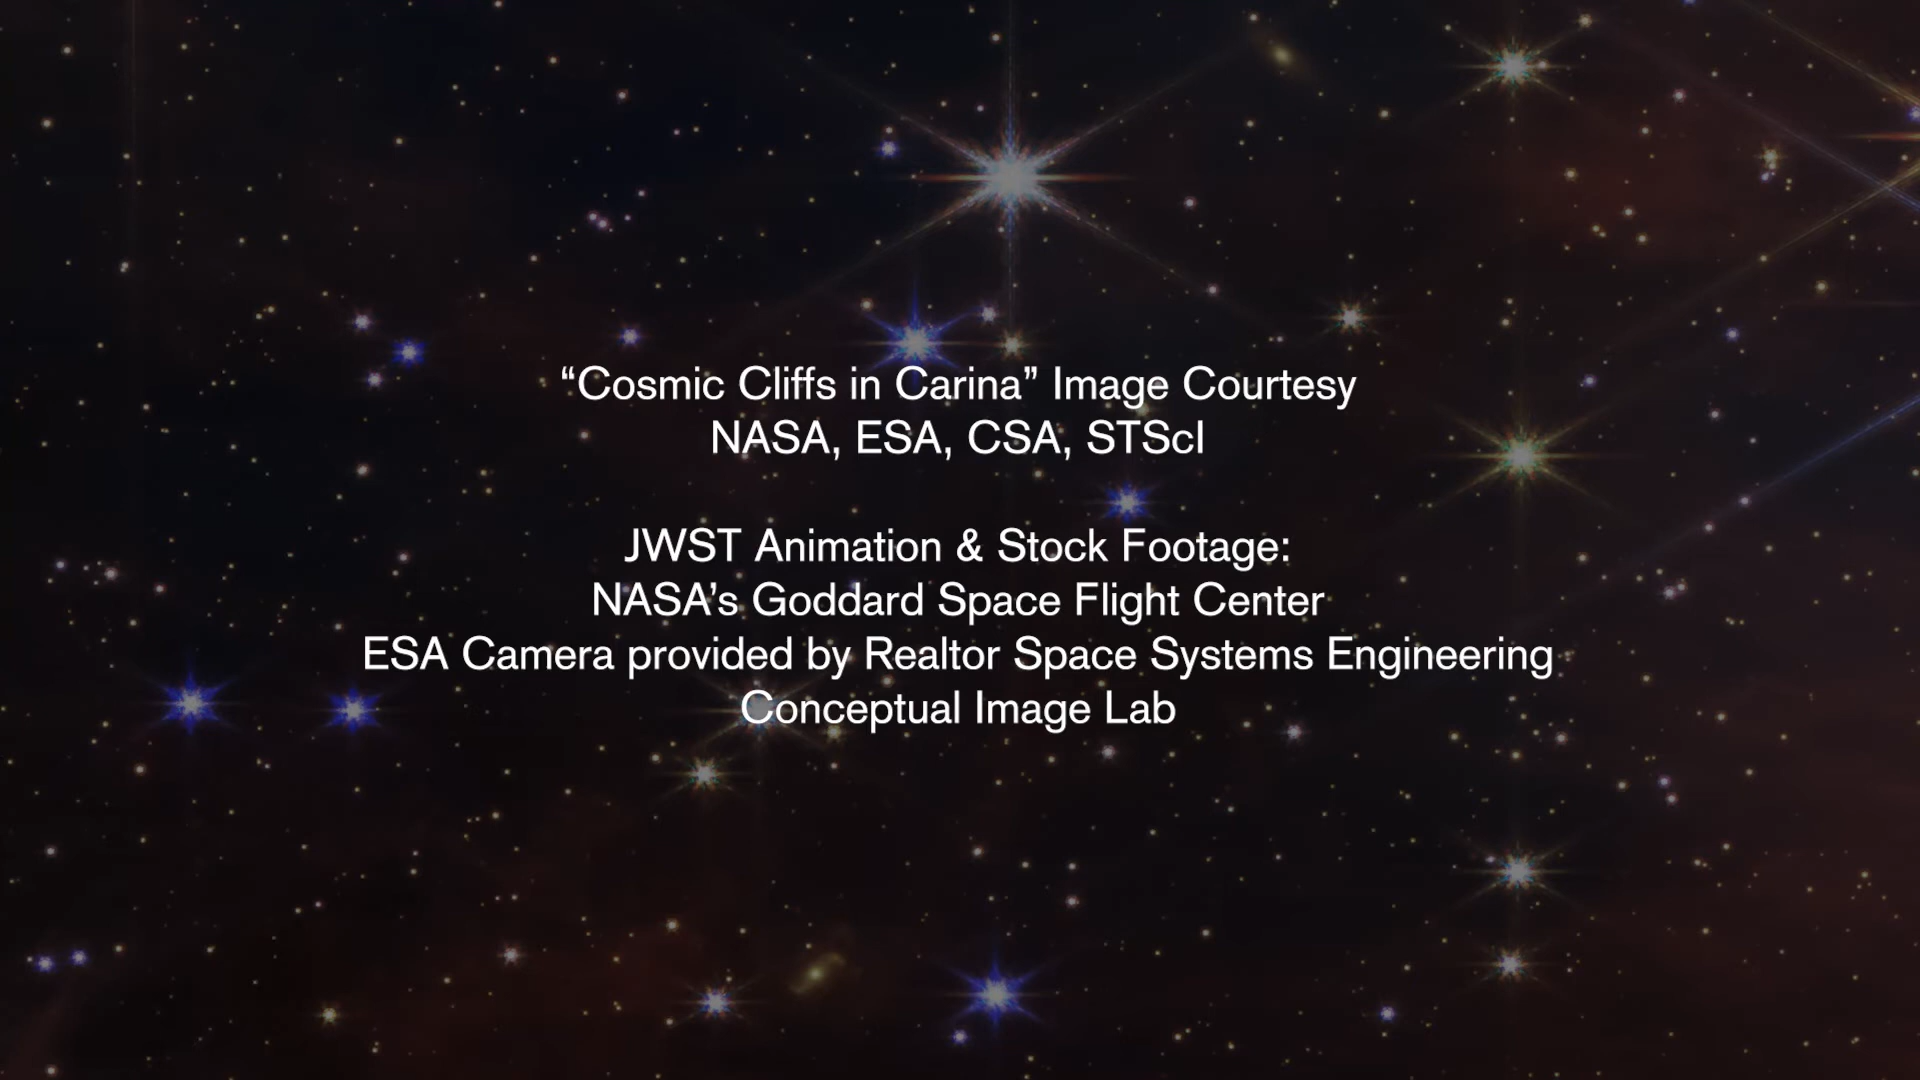 “Cosmic Cliffs in Carina” Image Courtesy
NASA, ESA, CSA, STScI
JWST Animation & Stock Footage:
NASA’s Goddard Space Flight Center
ESA Camera provided by Realtor Space Systems Engineering
Conceptual Image Lab